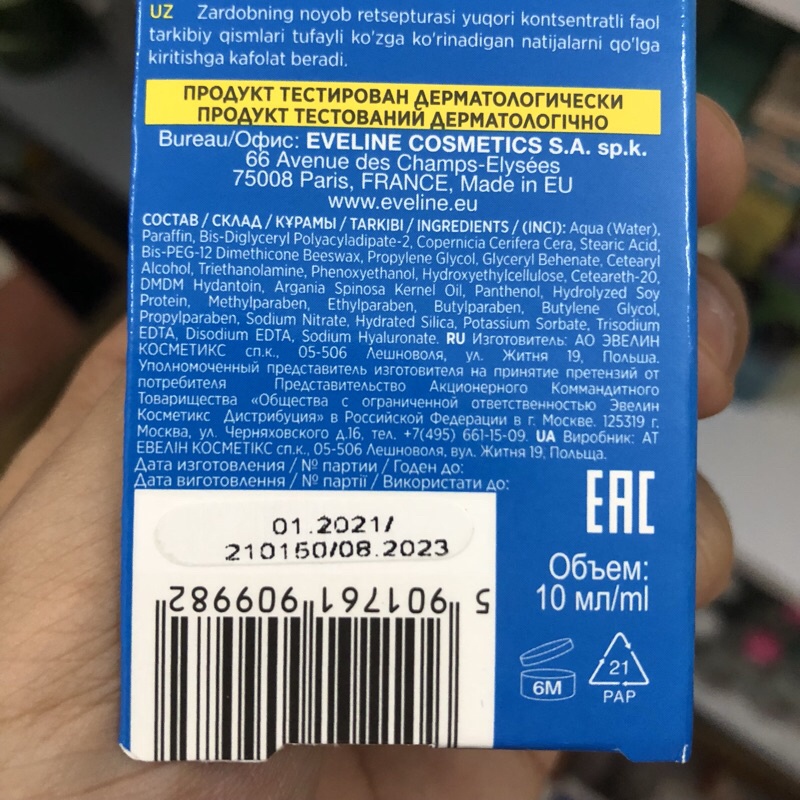 UZ Zardobning noyob retsepturasi yuqori kontsentratli faol
tarkibiy qismlari tufayli ko'zga ko'rinadigan natijalarni qo'lga
kiritishga kafolat beradi.
ПРОДУКТ ТЕСТИРОВАН ДЕРМАТОЛОГИЧЕСКИ
ПРОДУКТ ТЕСТОВАНИЙ ДЕРМАТОЛОГІЧНО
Bureau/Офис: EVELINE COSMETICS S.A. sp.k.
66 Avenue des Champs-Elysées
75008 Paris, FRANCE, Made in EU
www.eveline.eu
СОСТАВ / СКЛАД / ҚҰРАМЫ / TARKIBI / INGREDIENTS / (INCI): Aqua (Water),
Paraffin, Bis-Diglyceryl Polyacyladipate-2, Copernicia Cerifera Cera, Stearic Acid,
Bis-PEG-12 Dimethicone Beeswax, Propylene Glycol, Glyceryl Behenate, Cetearyl
Alcohol, Triethanolamine, Phenoxyethanol, Hydroxyethylcellulose, Ceteareth-20,
DMDM Hydantoin, Argania Spinosa Kernel Oil, Panthenol, Hydrolyzed Soy
Protein, Methylparaben, Ethylparaben, Butylparaben, Butylene Glycol,
Propylparaben, Sodium Nitrate, Hydrated Silica, Potassium Sorbate, Trisodium
EDTA, Disodium EDTA, Sodium Hyaluronate. RU Изготовитель: АО ЭВЕЛИН
КОСМЕТИКС сп.к., 05-506 Лешноволя, ул. Житня 19, Польша.
Уполномоченный представитель изготовителя на принятие претензий от
потребителя Представительство Акционерного Коммандитного
Товарищества «Общества с ограниченной ответственностью Эвелин
Косметикс Дистрибуция» в Российской Федерации в г. Москве. 125319 г.
Москва, ул. Черняховского д.16, тел. +7(495) 661-15-09. UA Виробник: АТ
ЕВЕЛІН КОСМЕТІКС сп.к., 05-506 Лешноволя, вул. Житня 19, Польща.
Дата изготовления / № партии / Годен до:
Дата виготовлення / № партії / Використати до:
EAC
01.2021/
210150/08.2023
Объем:
10 мл/ml
5 901761 909982
6M
21
PAP